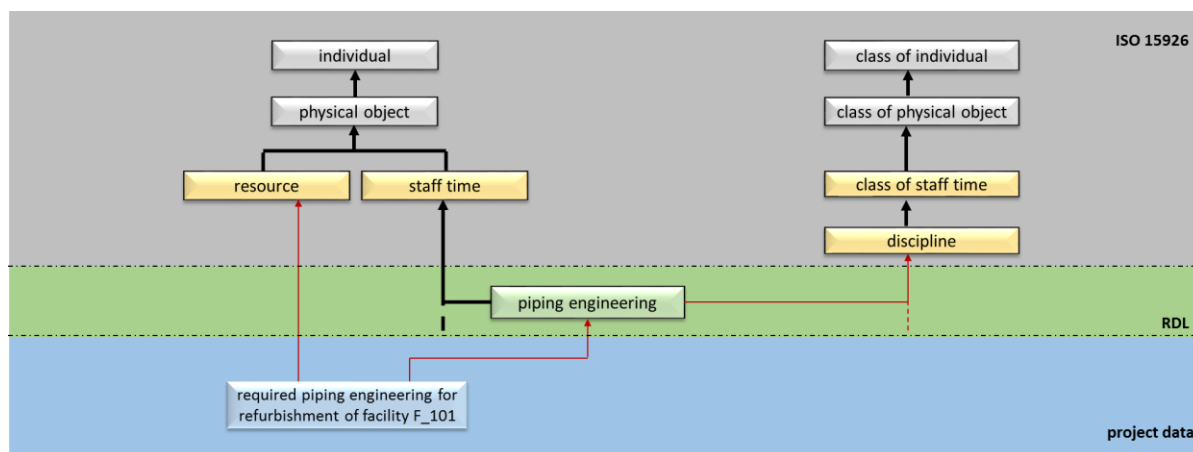 ISO 15926
individual
class of individual
physical object
class of physical object
resource
staff time
class of staff time
discipline
piping engineering
RDL
required piping engineering for
refurbishment of facility F_101
project data